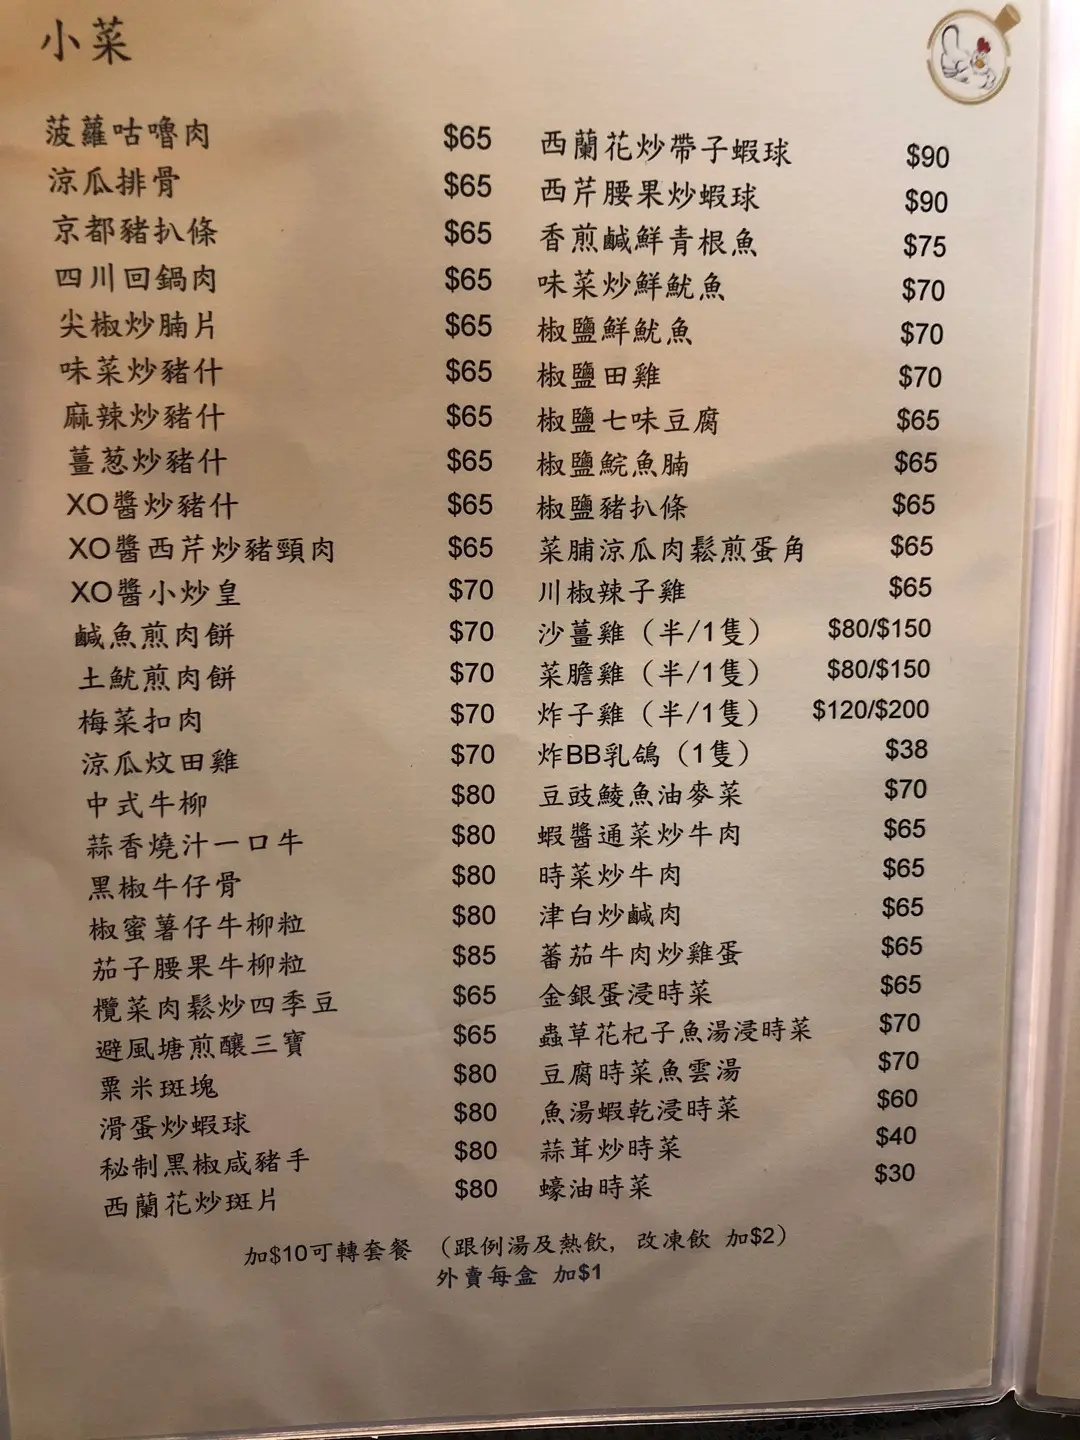 小菜
菠蘿咕嚕肉 $65
涼瓜排骨 $65
京都豬扒條 $65
四川回鍋肉 $65
尖椒炒腩片 $65
味菜炒豬什 $65
麻辣炒豬什 $65
薑葱炒豬什 $65
XO醬炒豬什 $65
XO醬西芹炒豬頸肉 $65
XO醬小炒皇 $70
鹹魚煎肉餅 $70
土魷煎肉餅 $70
梅菜扣肉 $70
涼瓜炆田雞 $70
中式牛柳 $80
蒜香燒汁一口牛 $80
黑椒牛仔骨 $80
椒蜜薯仔牛柳粒 $80
茄子腰果牛柳粒 $85
欖菜肉鬆炒四季豆 $65
避風塘煎釀三寶 $65
粟米斑塊 $80
滑蛋炒蝦球 $80
秘制黑椒咸豬手 $80
西蘭花炒斑片 $80
西蘭花炒帶子蝦球 $90
西芹腰果炒蝦球 $90
香煎鹹鮮青根魚 $75
味菜炒鮮魷魚 $70
椒鹽鮮魷魚 $70
椒鹽田雞 $70
椒鹽七味豆腐 $65
椒鹽鯇魚腩 $65
椒鹽豬扒條 $65
菜脯涼瓜肉鬆煎蛋角 $65
川椒辣子雞 $65
沙薑雞（半/1隻） $80/$150
菜膽雞（半/1隻） $80/$150
炸子雞（半/1隻） $120/$200
炸BB乳鴿（1隻） $38
豆豉鯪魚油麥菜 $70
蝦醬通菜炒牛肉 $65
時菜炒牛肉 $65
津白炒鹹肉 $65
蕃茄牛肉炒雞蛋 $65
金銀蛋浸時菜 $65
蟲草花杞子魚湯浸時菜 $70
豆腐時菜魚雲湯 $70
魚湯蝦乾浸時菜 $60
蒜茸炒時菜 $40
蠔油時菜 $30
加$10可轉套餐 （跟例湯及熱飲, 改凍飲 加$2）
外賣每盒 加$1